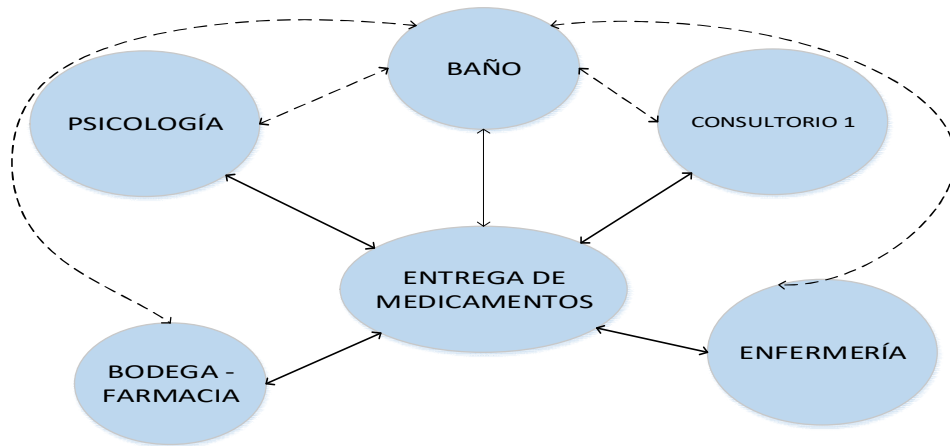 BAÑO
PSICOLOGÍA
CONSULTORIO 1
ENTREGA DE
MEDICAMENTOS
BODEGA -
FARMACIA
ENFERMERÍA